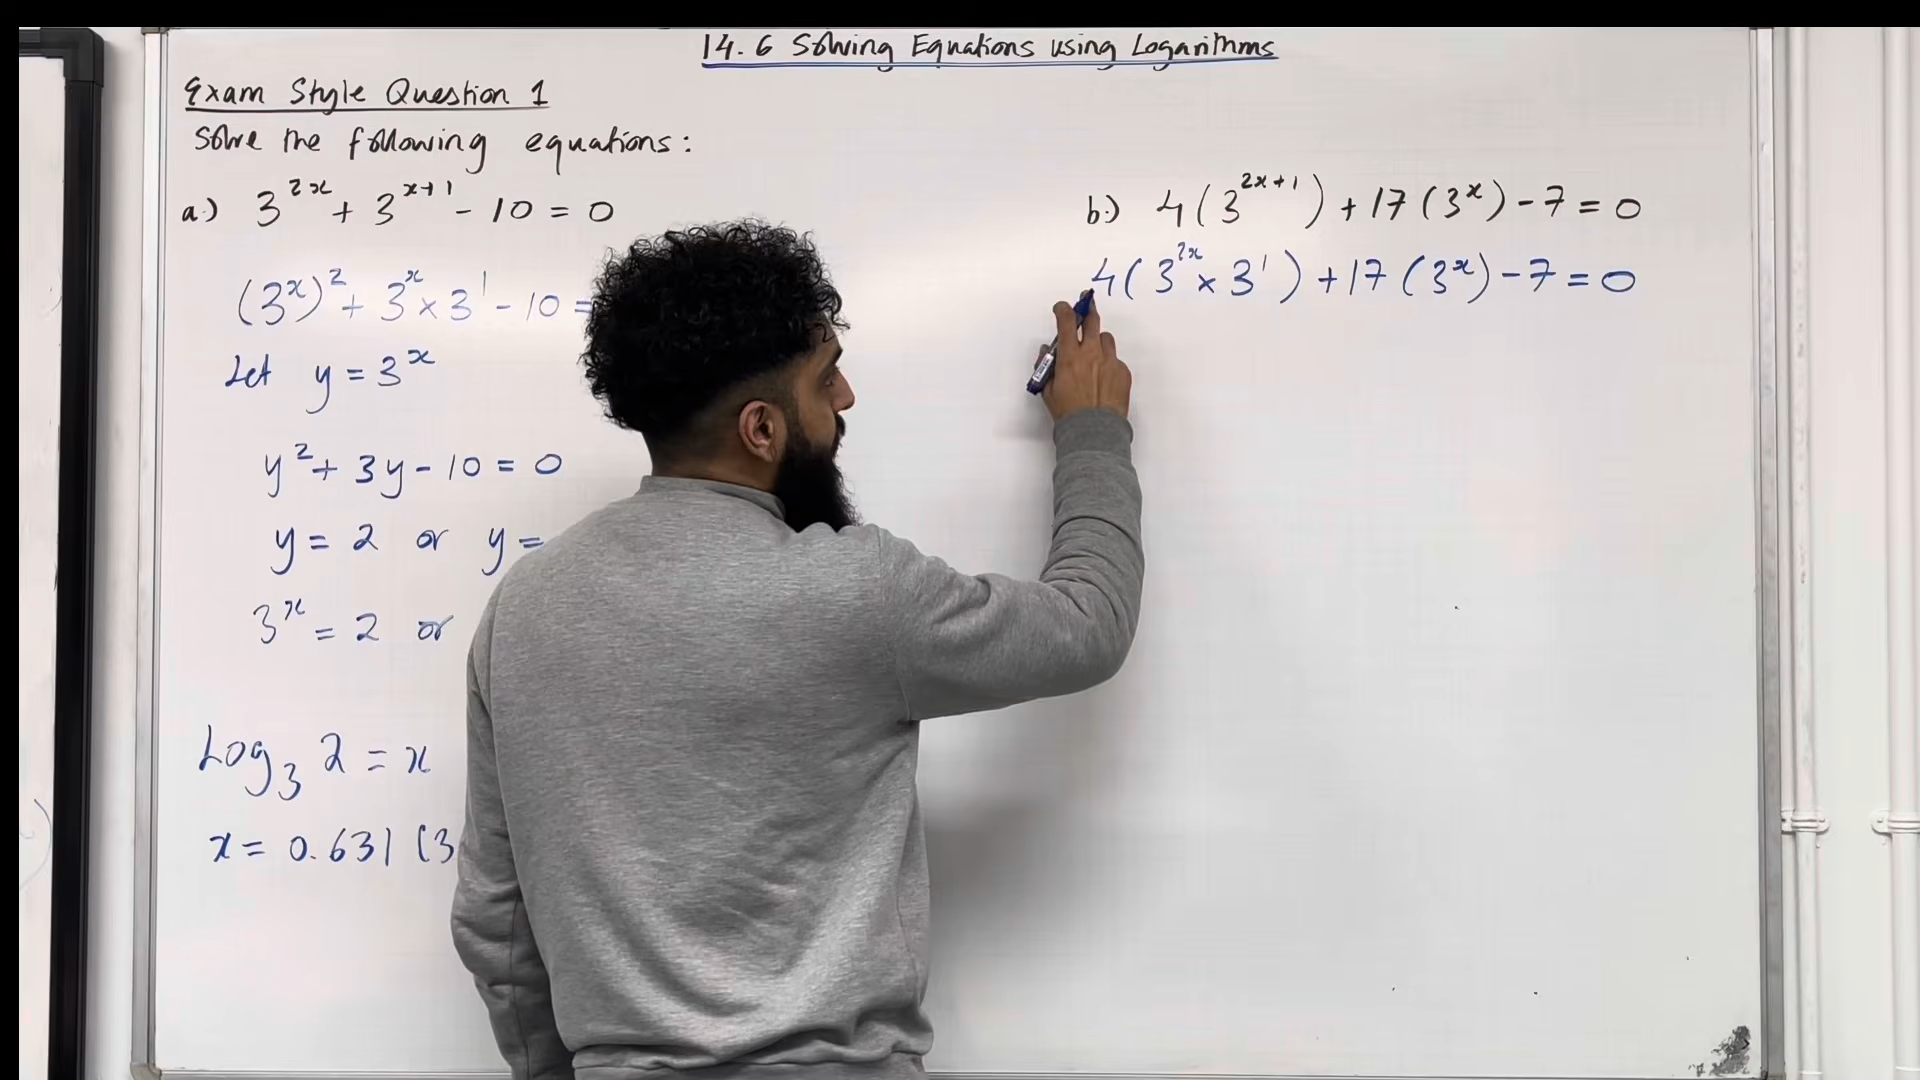 14.6 Solving Equations using Logarithms
Exam Style Question 1
Solve the following equations:
a.) 3^{2x} + 3^{x+1} - 10 = 0
(3^x)^2 + 3^x × 3^1 - 10 =
Let y = 3^x
y^2 + 3y - 10 = 0
y = 2 or y =
3^x = 2 or
Log_3 2 = x
x = 0.631 (3
b.) 4(3^{2x+1}) + 17(3^x) - 7 = 0
4(3^{2x} × 3^1) + 17(3^x) - 7 = 0